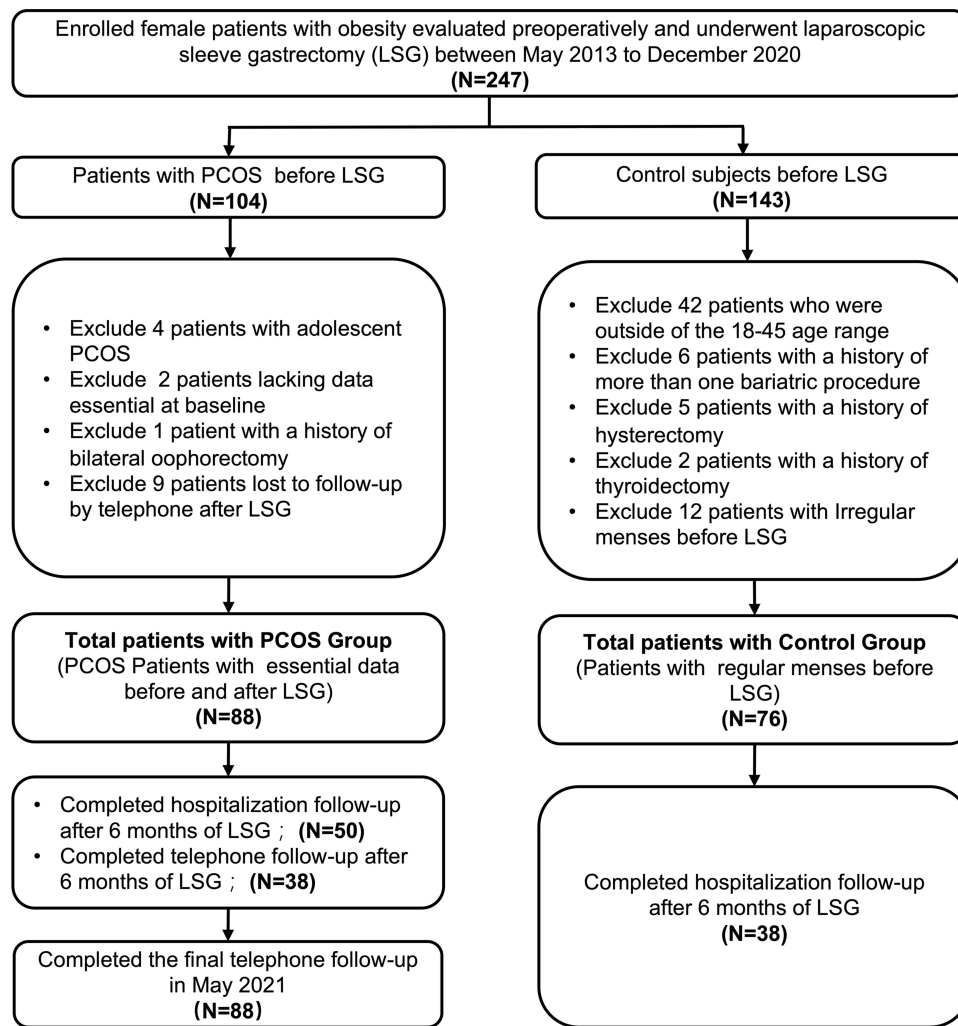 Enrolled female patients with obesity evaluated preoperatively and underwent laparoscopic
sleeve gastrectomy (LSG) between May 2013 to December 2020
(N=247)
Patients with PCOS before LSG
(N=104)
Control subjects before LSG
(N=143)
• Exclude 4 patients with adolescent
PCOS
• Exclude 2 patients lacking data
essential at baseline
• Exclude 1 patient with a history of
bilateral oophorectomy
• Exclude 9 patients lost to follow-up
by telephone after LSG
• Exclude 42 patients who were
outside of the 18-45 age range
• Exclude 6 patients with a history of
more than one bariatric procedure
• Exclude 5 patients with a history of
hysterectomy
• Exclude 2 patients with a history of
thyroidectomy
• Exclude 12 patients with Irregular
menses before LSG
Total patients with PCOS Group
(PCOS Patients with essential data
before and after LSG)
(N=88)
Total patients with Control Group
(Patients with regular menses before
LSG)
(N=76)
• Completed hospitalization follow-up
after 6 months of LSG ; (N=50)
• Completed telephone follow-up after
6 months of LSG ; (N=38)
Completed hospitalization follow-up
after 6 months of LSG
(N=38)
Completed the final telephone follow-up
in May 2021
(N=88)